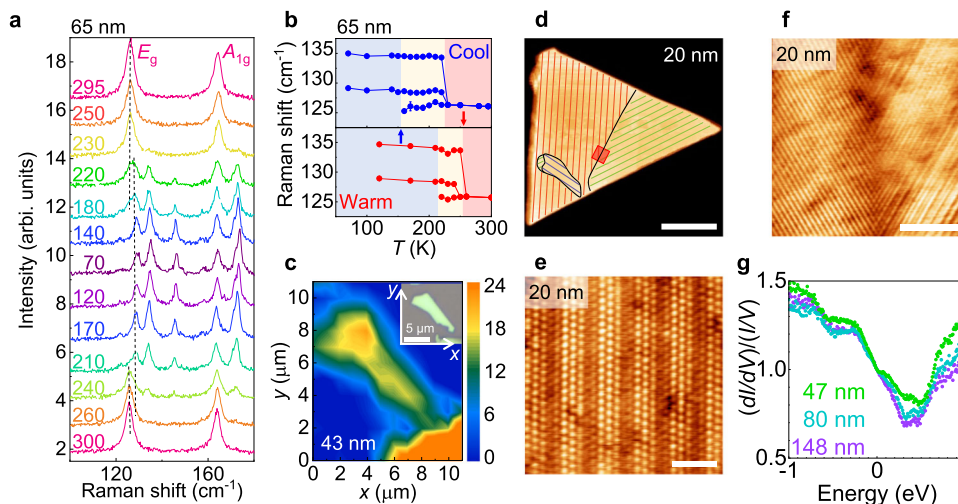 a
65 nm
E_g
A_1g
295
250
230
220
180
140
70
120
170
210
240
260
300
18
16
14
12
10
8
6
4
2
Intensity (arbi. units)
120
160
Raman shift (cm⁻¹)
b
65 nm
Cool
Warm
135
130
125
135
130
125
Raman shift (cm⁻¹)
100
200
300
T (K)
c
y
x
5 μm
43 nm
10
8
6
4
2
0
y (μm)
0
2
4
6
8
10
x (μm)
24
18
12
6
0
d
20 nm
e
20 nm
f
20 nm
g
1.5
1.0
0.5
(dI/dV)/(I/V)
47 nm
80 nm
148 nm
-1
0
Energy (eV)